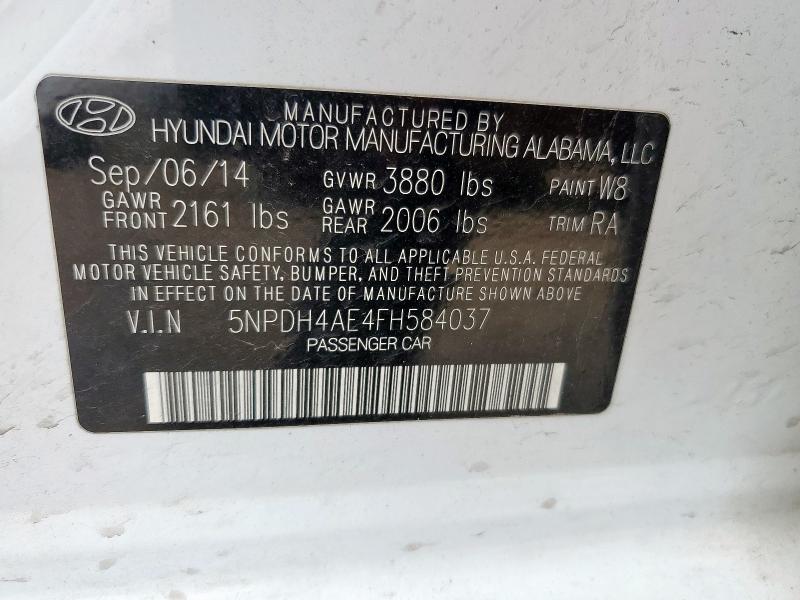 MANUFACTURED BY
HYUNDAI MOTOR MANUFACTURING ALABAMA, LLC
Sep/06/14 GVWR 3880 lbs PAINT W8
GAWR FRONT 2161 lbs GAWR REAR 2006 lbs TRIM RA
THIS VEHICLE CONFORMS TO ALL APPLICABLE U.S.A. FEDERAL
MOTOR VEHICLE SAFETY, BUMPER, AND THEFT PREVENTION STANDARDS
IN EFFECT ON THE DATE OF MANUFACTURE SHOWN ABOVE
V.I.N 5NPDH4AE4FH584037
PASSENGER CAR